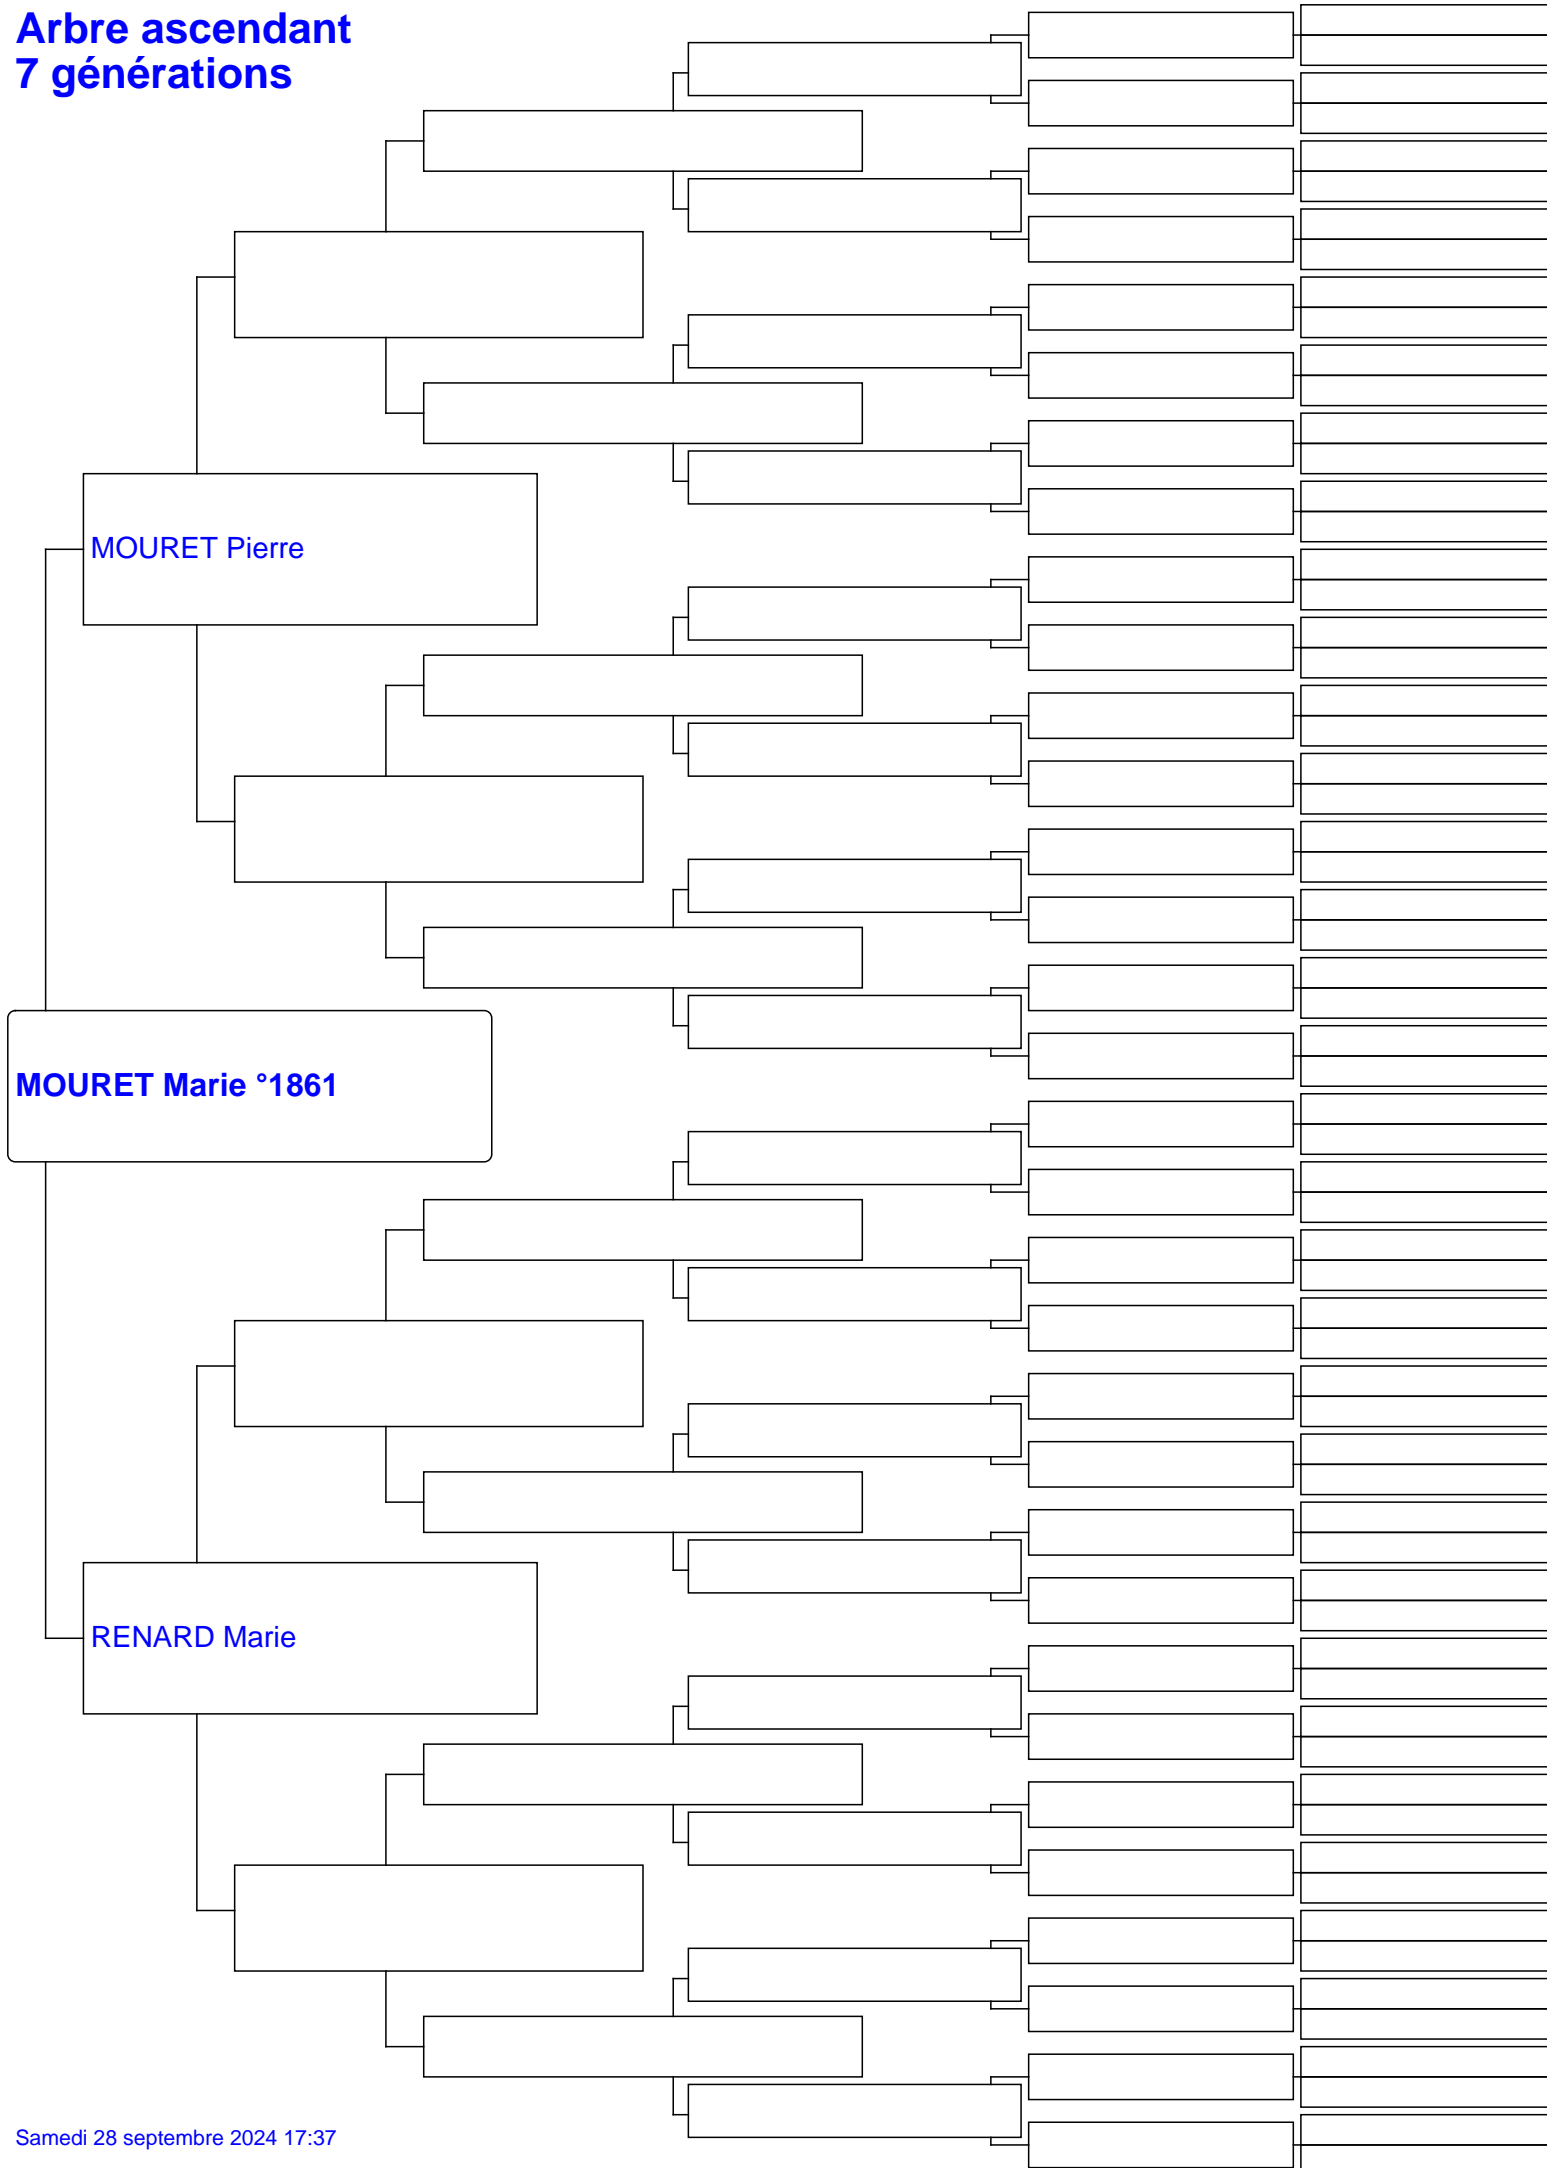 Arbre ascendant
7 générations
MOURET Pierre
MOURET Marie °1861
RENARD Marie
Samedi 28 septembre 2024 17:37